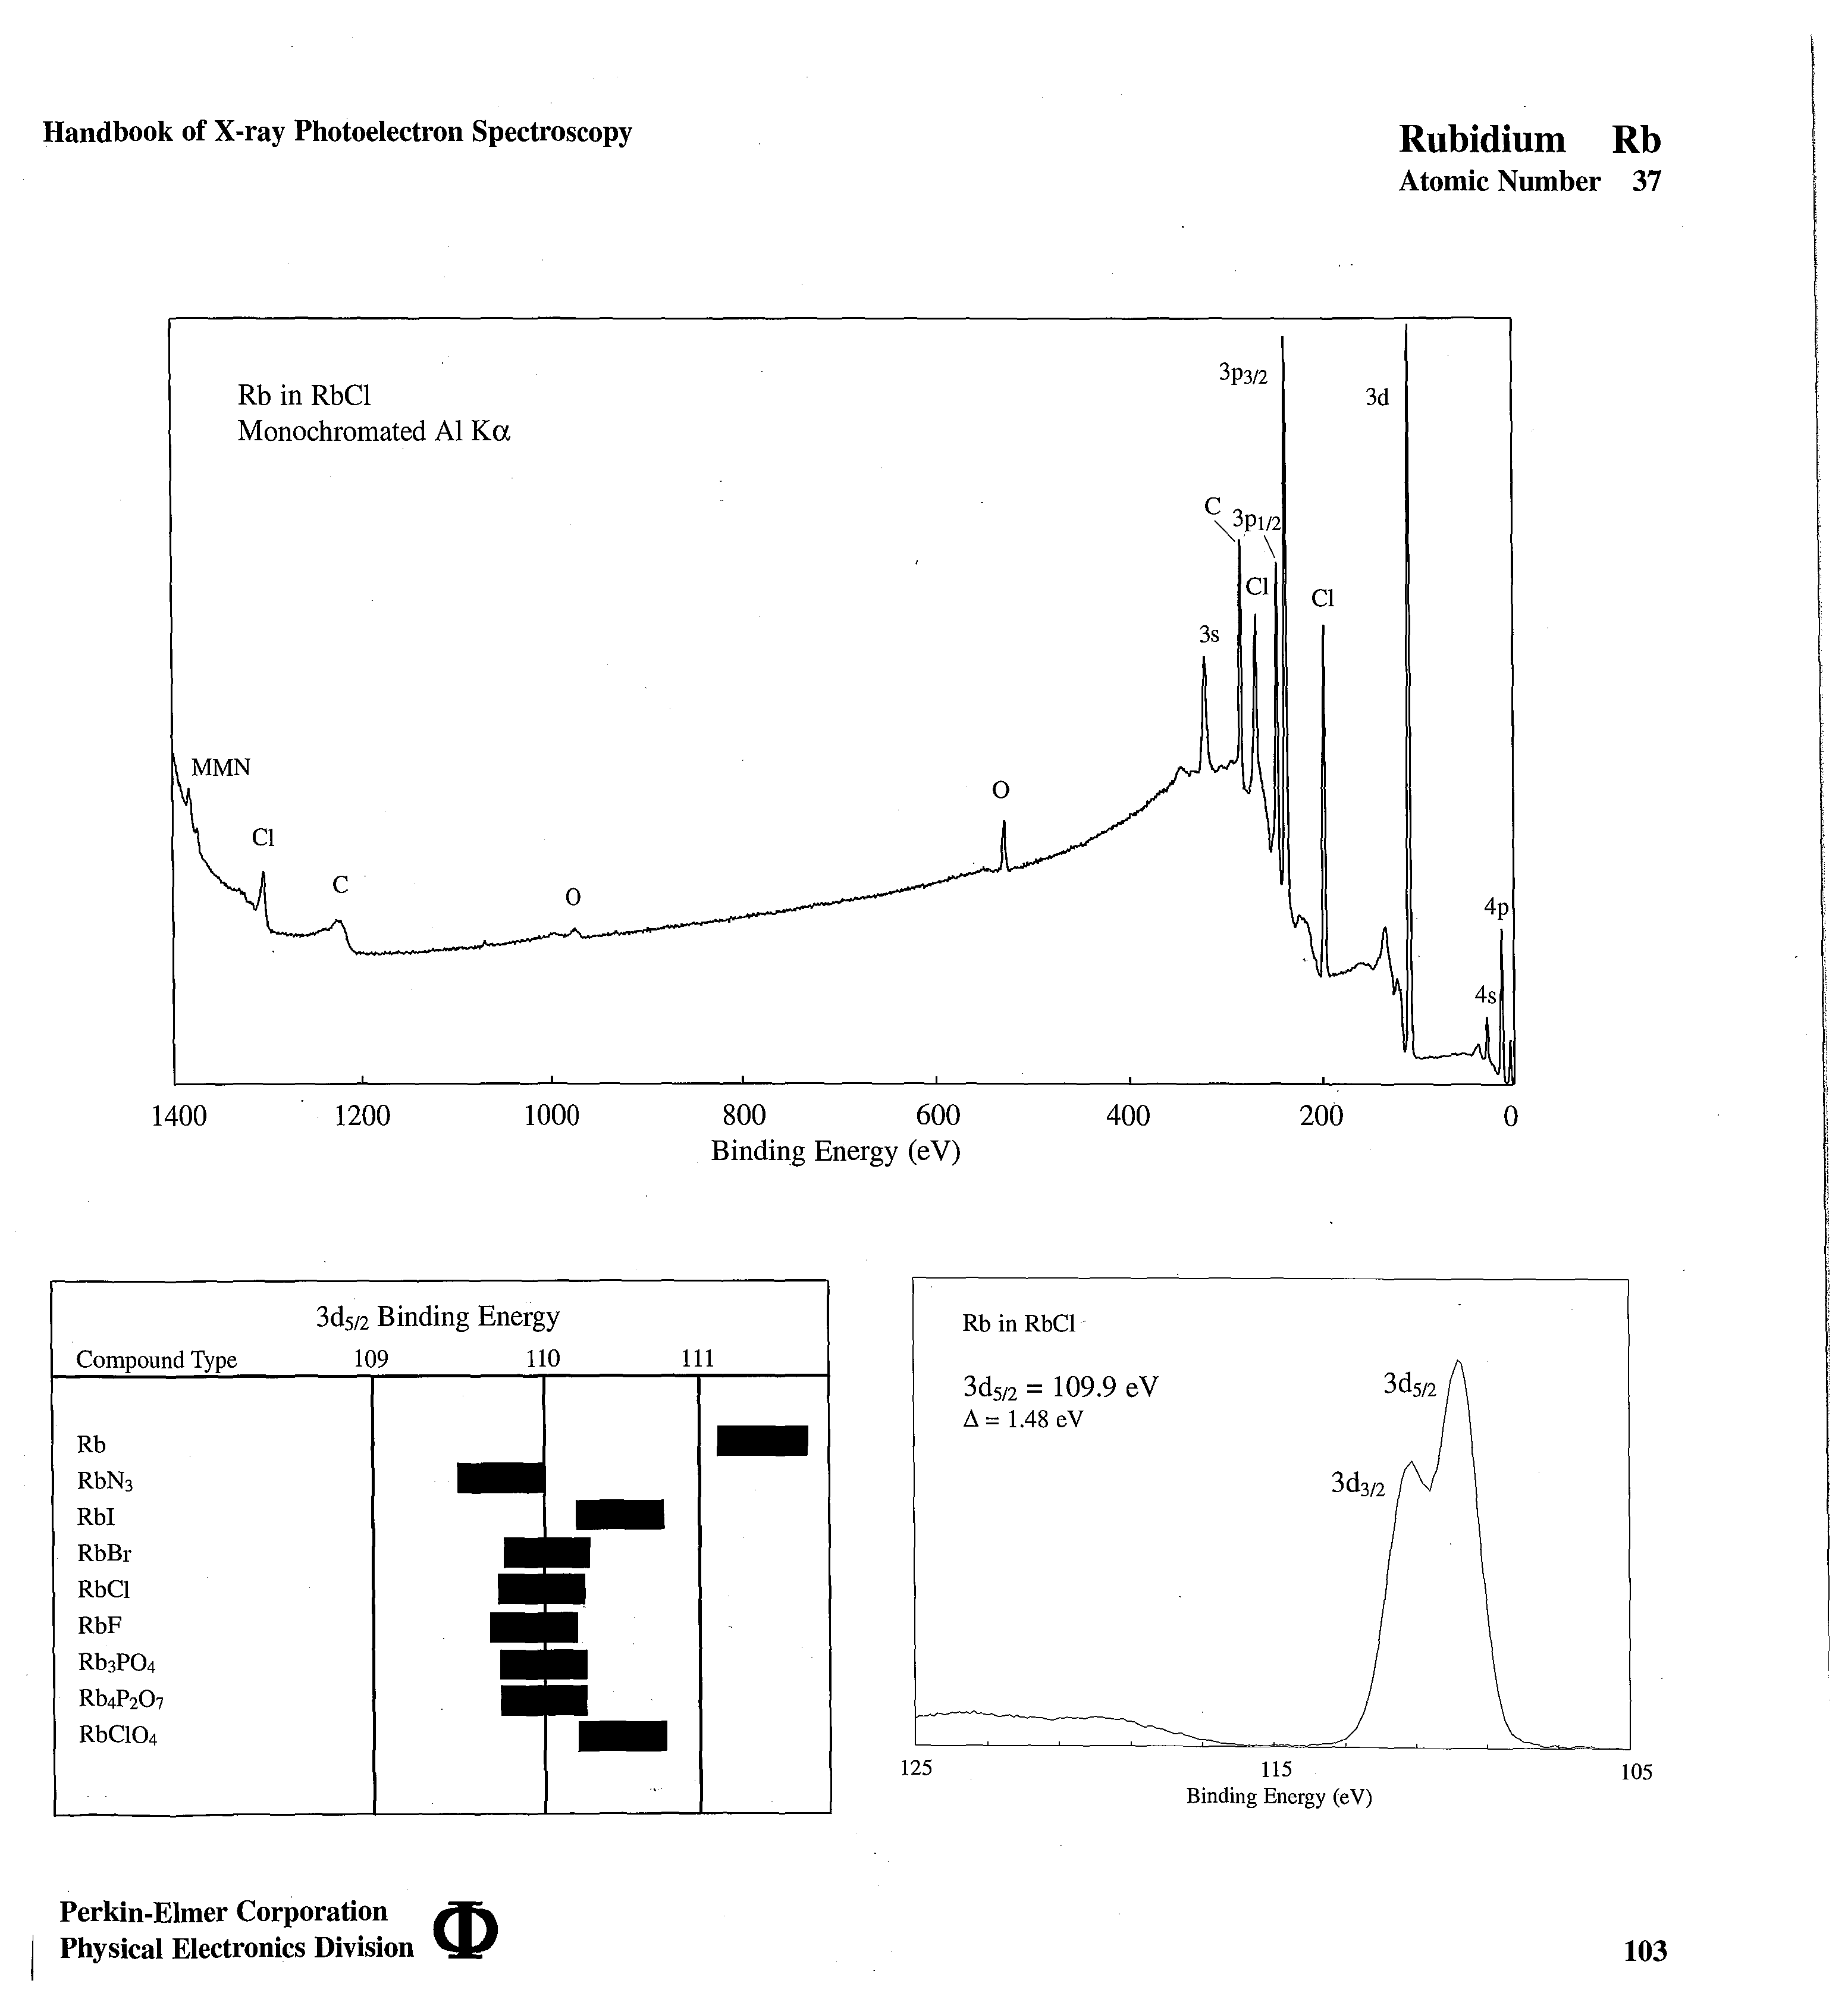 Handbook of X-ray Photoelectron Spectroscopy
Rubidium Rb
Atomic Number 37
Rb in RbCl
Monochromated Al Kα
3p3/2
3d
C
3p1/2
Cl
Cl
3s
MMN
Cl
C
O
O
4p
4s
1400 1200 1000 800 600 400 200 0
Binding Energy (eV)
3d5/2 Binding Energy
Compound Type 109 110 111
Rb
RbN3
RbI
RbBr
RbCl
RbF
Rb3PO4
Rb4P2O7
RbClO4
Rb in RbCl
3d5/2 = 109.9 eV
Δ = 1.48 eV
3d5/2
3d3/2
125 115 105
Binding Energy (eV)
Perkin-Elmer Corporation
Physical Electronics Division
103